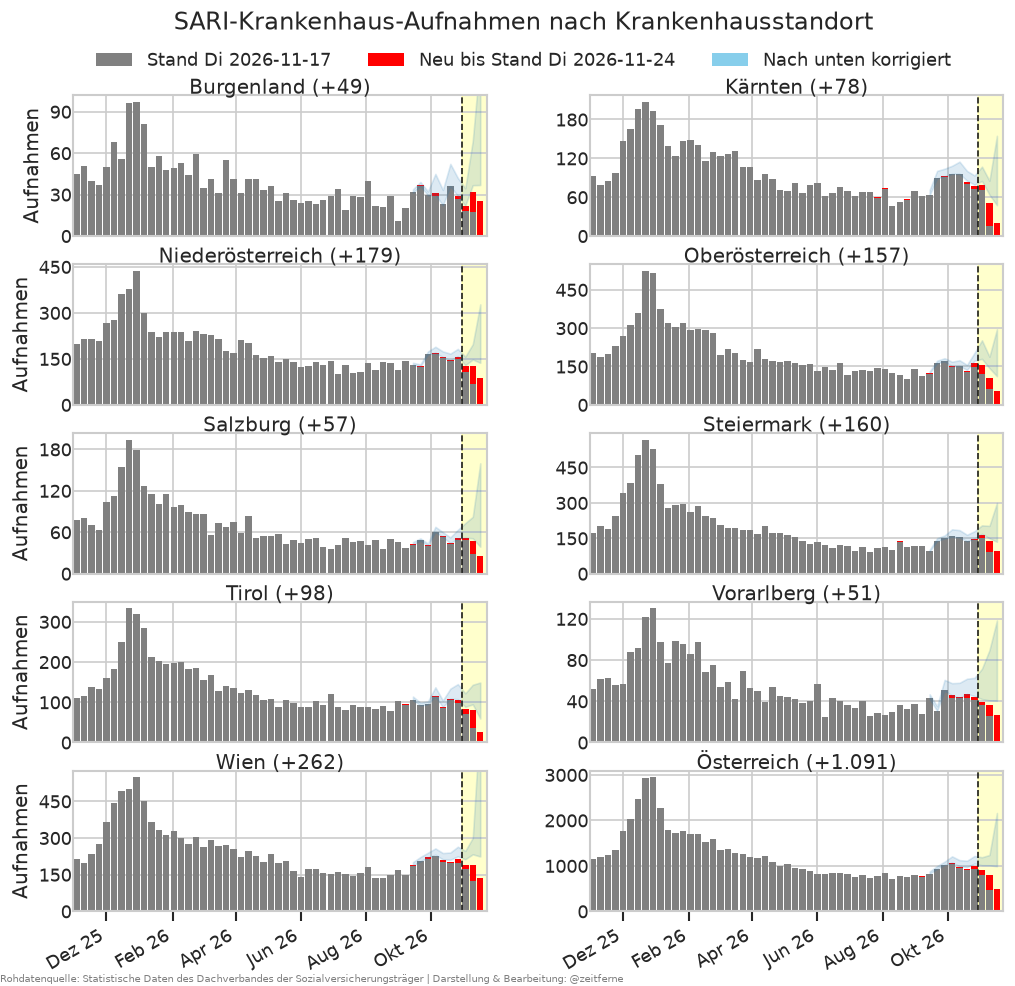 SARI-Krankenhaus-Aufnahmen nach Krankenhausstandort
Stand Di 2026-11-17
Neu bis Stand Di 2026-11-24
Nach unten korrigiert
Burgenland (+49)
Kärnten (+78)
Aufnahmen
90
60
30
0
180
120
60
0
Niederösterreich (+179)
Oberösterreich (+157)
Aufnahmen
450
300
150
0
450
300
150
0
Salzburg (+57)
Steiermark (+160)
Aufnahmen
180
120
60
0
450
300
150
0
Tirol (+98)
Vorarlberg (+51)
Aufnahmen
300
200
100
0
120
80
40
0
Wien (+262)
Österreich (+1.091)
Aufnahmen
450
300
150
0
3000
2000
1000
0
Dez 25
Feb 26
Apr 26
Jun 26
Aug 26
Okt 26
Dez 25
Feb 26
Apr 26
Jun 26
Aug 26
Okt 26
Rohdatenquelle: Statistische Daten des Dachverbandes der Sozialversicherungsträger | Darstellung & Bearbeitung: @zeitferne